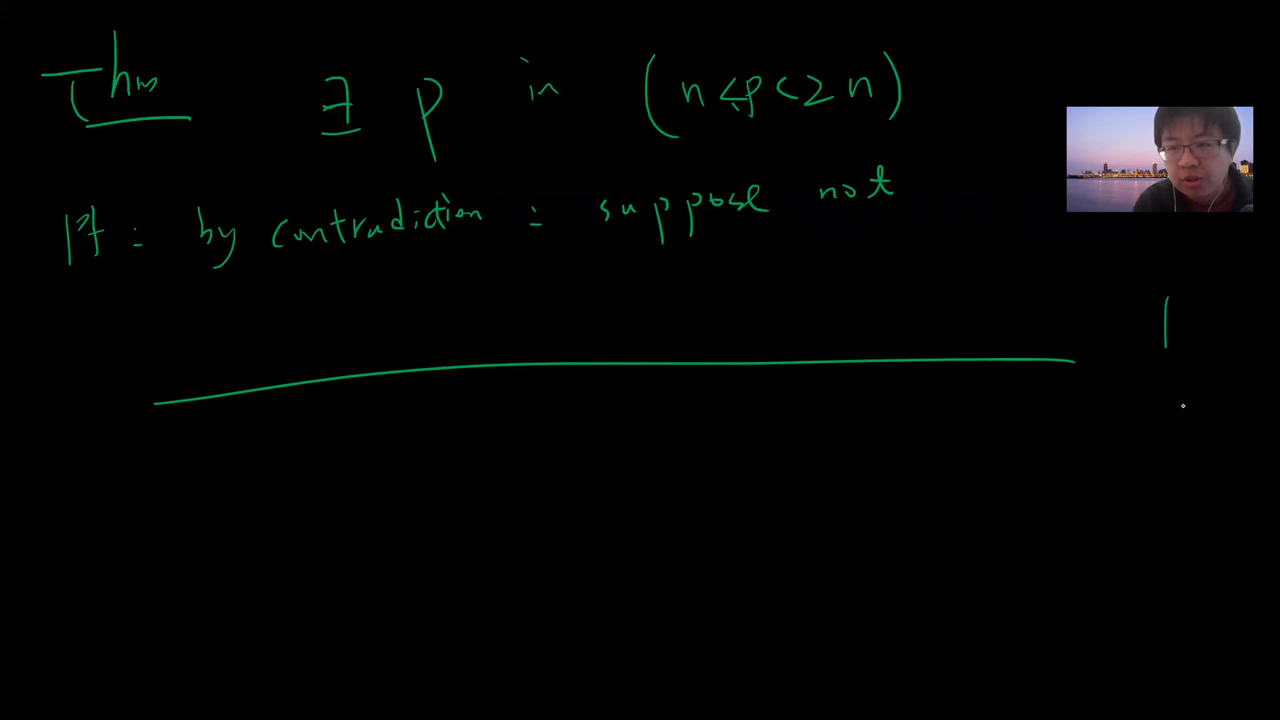 Thm ∃ p in (n < p < 2n)
Pf: by contradiction: suppose not